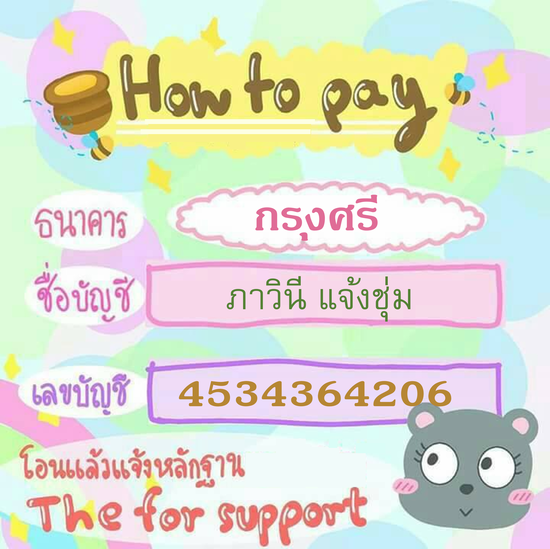 How to pay
ธนาคาร กรุงศรี
ชื่อบัญชี ภาวินี แจ้งชุ่ม
เลขบัญชี 4534364206
โอนแล้วแจ้งหลักฐาน
The for support